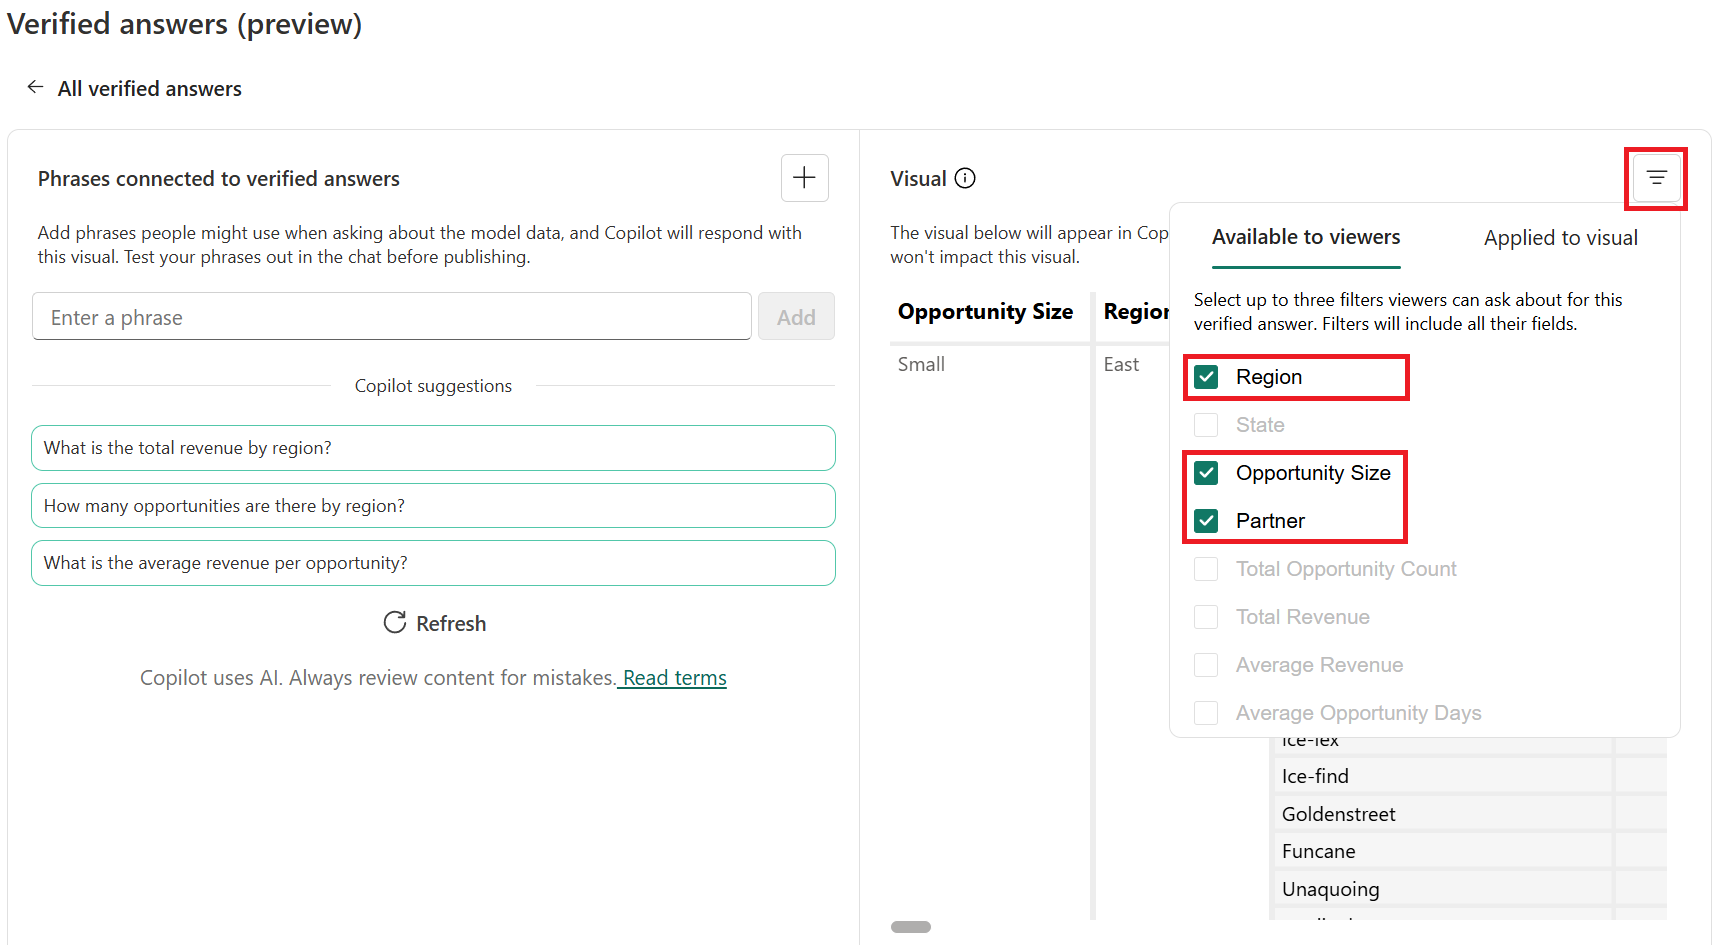 Verified answers (preview)
All verified answers
Phrases connected to verified answers
Add phrases people might use when asking about the model data, and Copilot will respond with
this visual. Test your phrases out in the chat before publishing.
Enter a phrase
Add
Copilot suggestions
What is the total revenue by region?
How many opportunities are there by region?
What is the average revenue per opportunity?
Refresh
Copilot uses AI. Always review content for mistakes. Read terms
Visual
The visual below will appear in Cop
won't impact this visual.
Opportunity Size
Region
Small
East
Available to viewers
Applied to visual
Select up to three filters viewers can ask about for this
verified answer. Filters will include all their fields.
Region
State
Opportunity Size
Partner
Total Opportunity Count
Total Revenue
Average Revenue
Average Opportunity Days
Ice-find
Goldenstreet
Funcane
Unaquoing